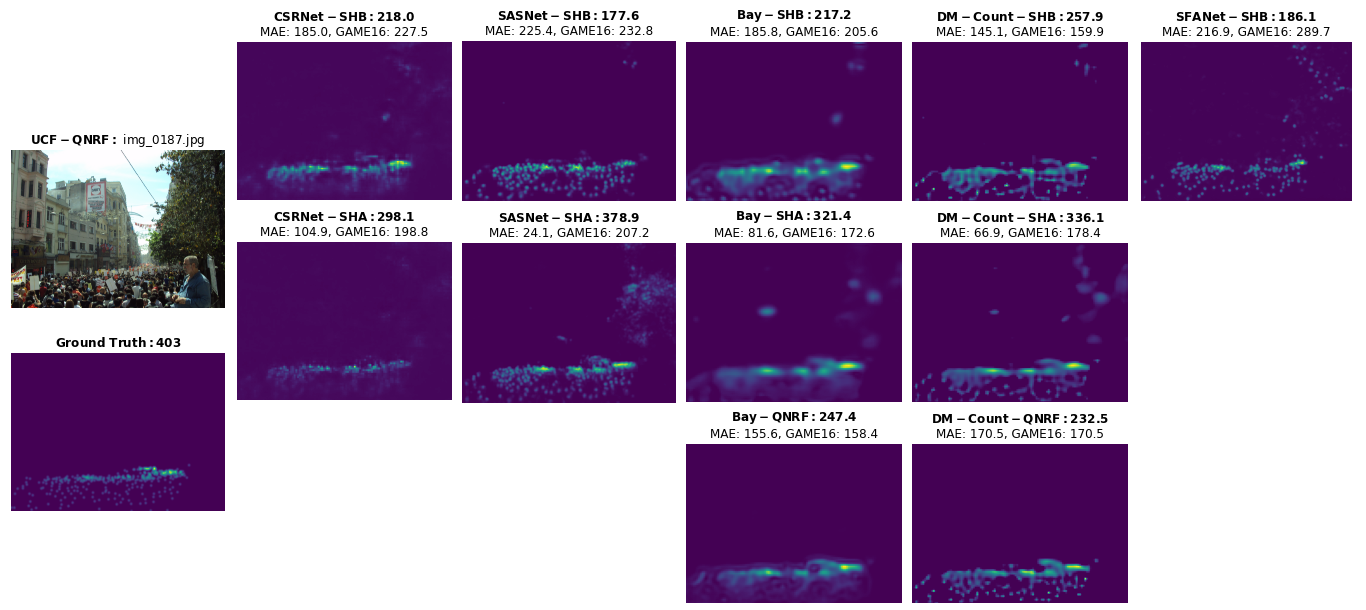 CSRNet − SHB : 218.0
MAE: 185.0, GAME16: 227.5
SASNet − SHB : 177.6
MAE: 225.4, GAME16: 232.8
Bay − SHB : 217.2
MAE: 185.8, GAME16: 205.6
DM − Count − SHB : 257.9
MAE: 145.1, GAME16: 159.9
SFANet − SHB : 186.1
MAE: 216.9, GAME16: 289.7
UCF − QNRF : img_0187.jpg
CSRNet − SHA : 298.1
MAE: 104.9, GAME16: 198.8
SASNet − SHA : 378.9
MAE: 24.1, GAME16: 207.2
Bay − SHA : 321.4
MAE: 81.6, GAME16: 172.6
DM − Count − SHA : 336.1
MAE: 66.9, GAME16: 178.4
Ground Truth : 403
Bay − QNRF : 247.4
MAE: 155.6, GAME16: 158.4
DM − Count − QNRF : 232.5
MAE: 170.5, GAME16: 170.5